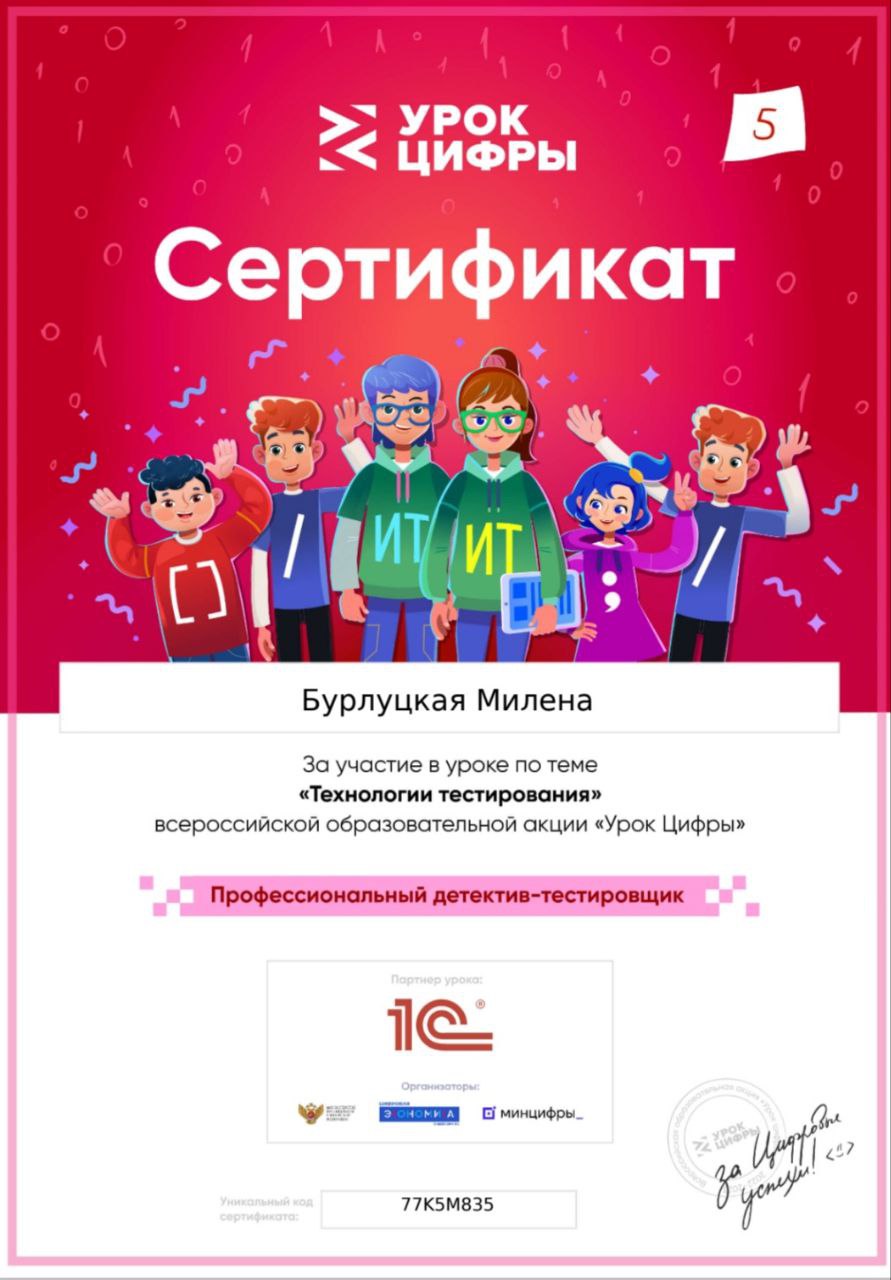 УРОК
ЦИФРЫ
5
Сертификат
[ ]
/
ИТ
ИТ
;
/
Бурлуцкая Милена
За участие в уроке по теме
«Технологии тестирования»
всероссийской образовательной акции «Урок Цифры»
Профессиональный детектив-тестировщик
Партнер урока:
1С®
Организаторы:
ЦИФРОВАЯ
ЭКОНОМИКА
минцифры_
УРОК
ЦИФРЫ
за Цифровые
успехи! <!!>
Уникальный код
сертификата:
77K5M835